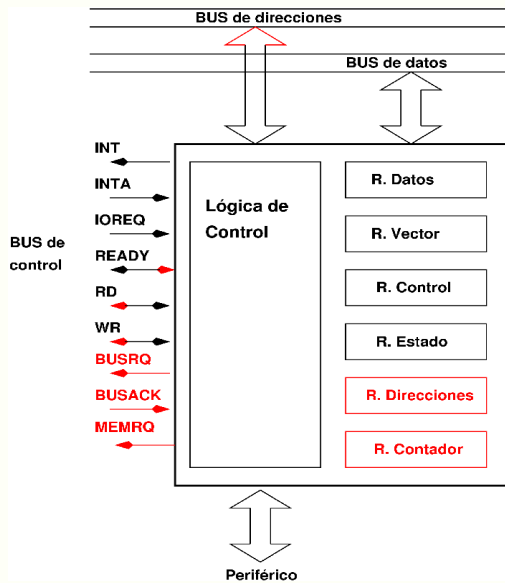 BUS de direcciones
BUS de datos
INT
INTA
IOREQ
READY
RD
WR
BUSRQ
BUSACK
MEMRQ
BUS de
control
Lógica de
Control
R. Datos
R. Vector
R. Control
R. Estado
R. Direcciones
R. Contador
Periférico